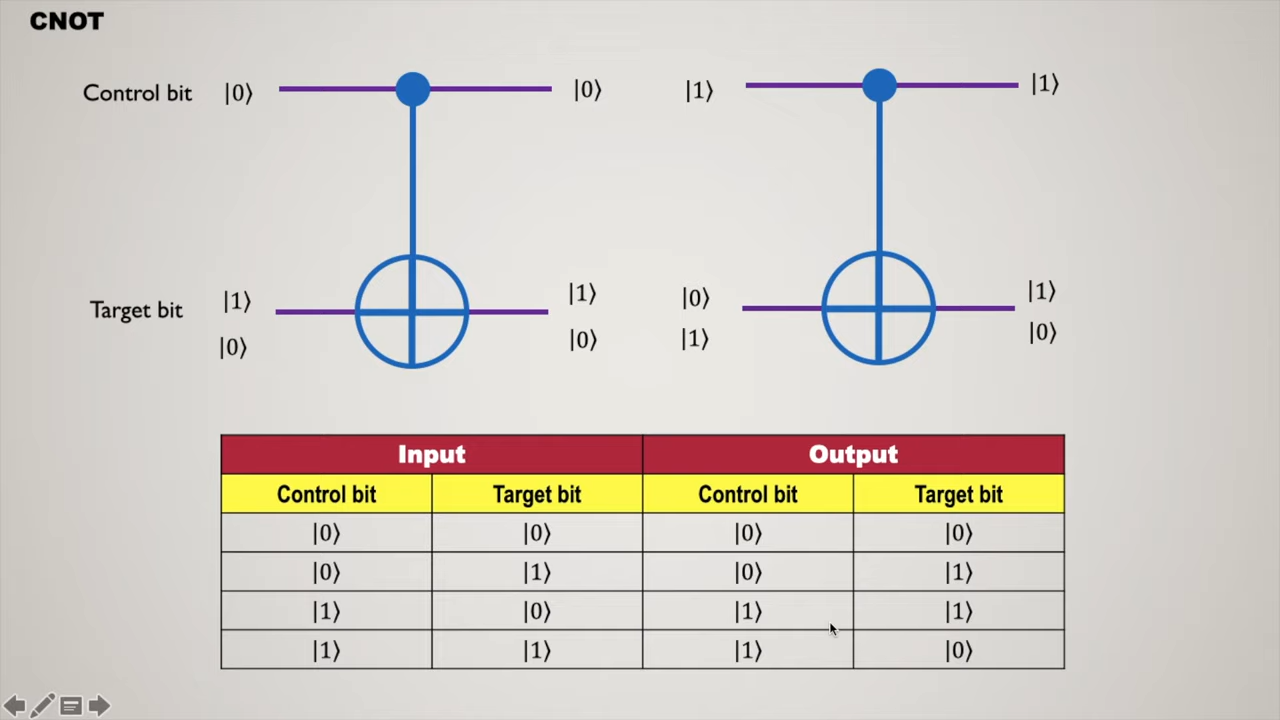 CNOT
Control bit |0⟩ |0⟩ |1⟩ |1⟩
Target bit |1⟩ |1⟩ |0⟩ |1⟩
|0⟩ |0⟩ |1⟩ |0⟩
Input Output
Control bit Target bit Control bit Target bit
|0⟩ |0⟩ |0⟩ |0⟩
|0⟩ |1⟩ |0⟩ |1⟩
|1⟩ |0⟩ |1⟩ |1⟩
|1⟩ |1⟩ |1⟩ |0⟩